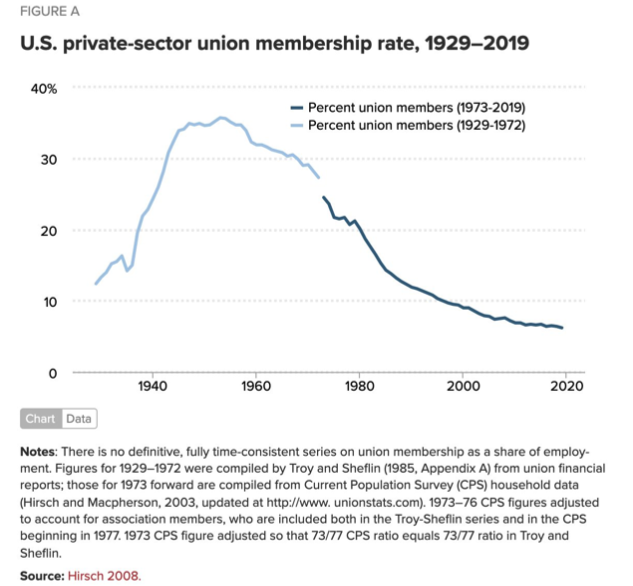 FIGURE A
U.S. private-sector union membership rate, 1929–2019
40%
Percent union members (1973-2019)
Percent union members (1929-1972)
30
20
10
0
1940
1960
1980
2000
2020
Chart
Data
Notes: There is no definitive, fully time-consistent series on union membership as a share of employ-
ment. Figures for 1929–1972 were compiled by Troy and Sheflin (1985, Appendix A) from union financial
reports; those for 1973 forward are compiled from Current Population Survey (CPS) household data
(Hirsch and Macpherson, 2003, updated at http://www. unionstats.com). 1973–76 CPS figures adjusted
to account for association members, who are included both in the Troy-Sheflin series and in the CPS
beginning in 1977. 1973 CPS figure adjusted so that 73/77 CPS ratio equals 73/77 ratio in Troy and
Sheflin.
Source: Hirsch 2008.